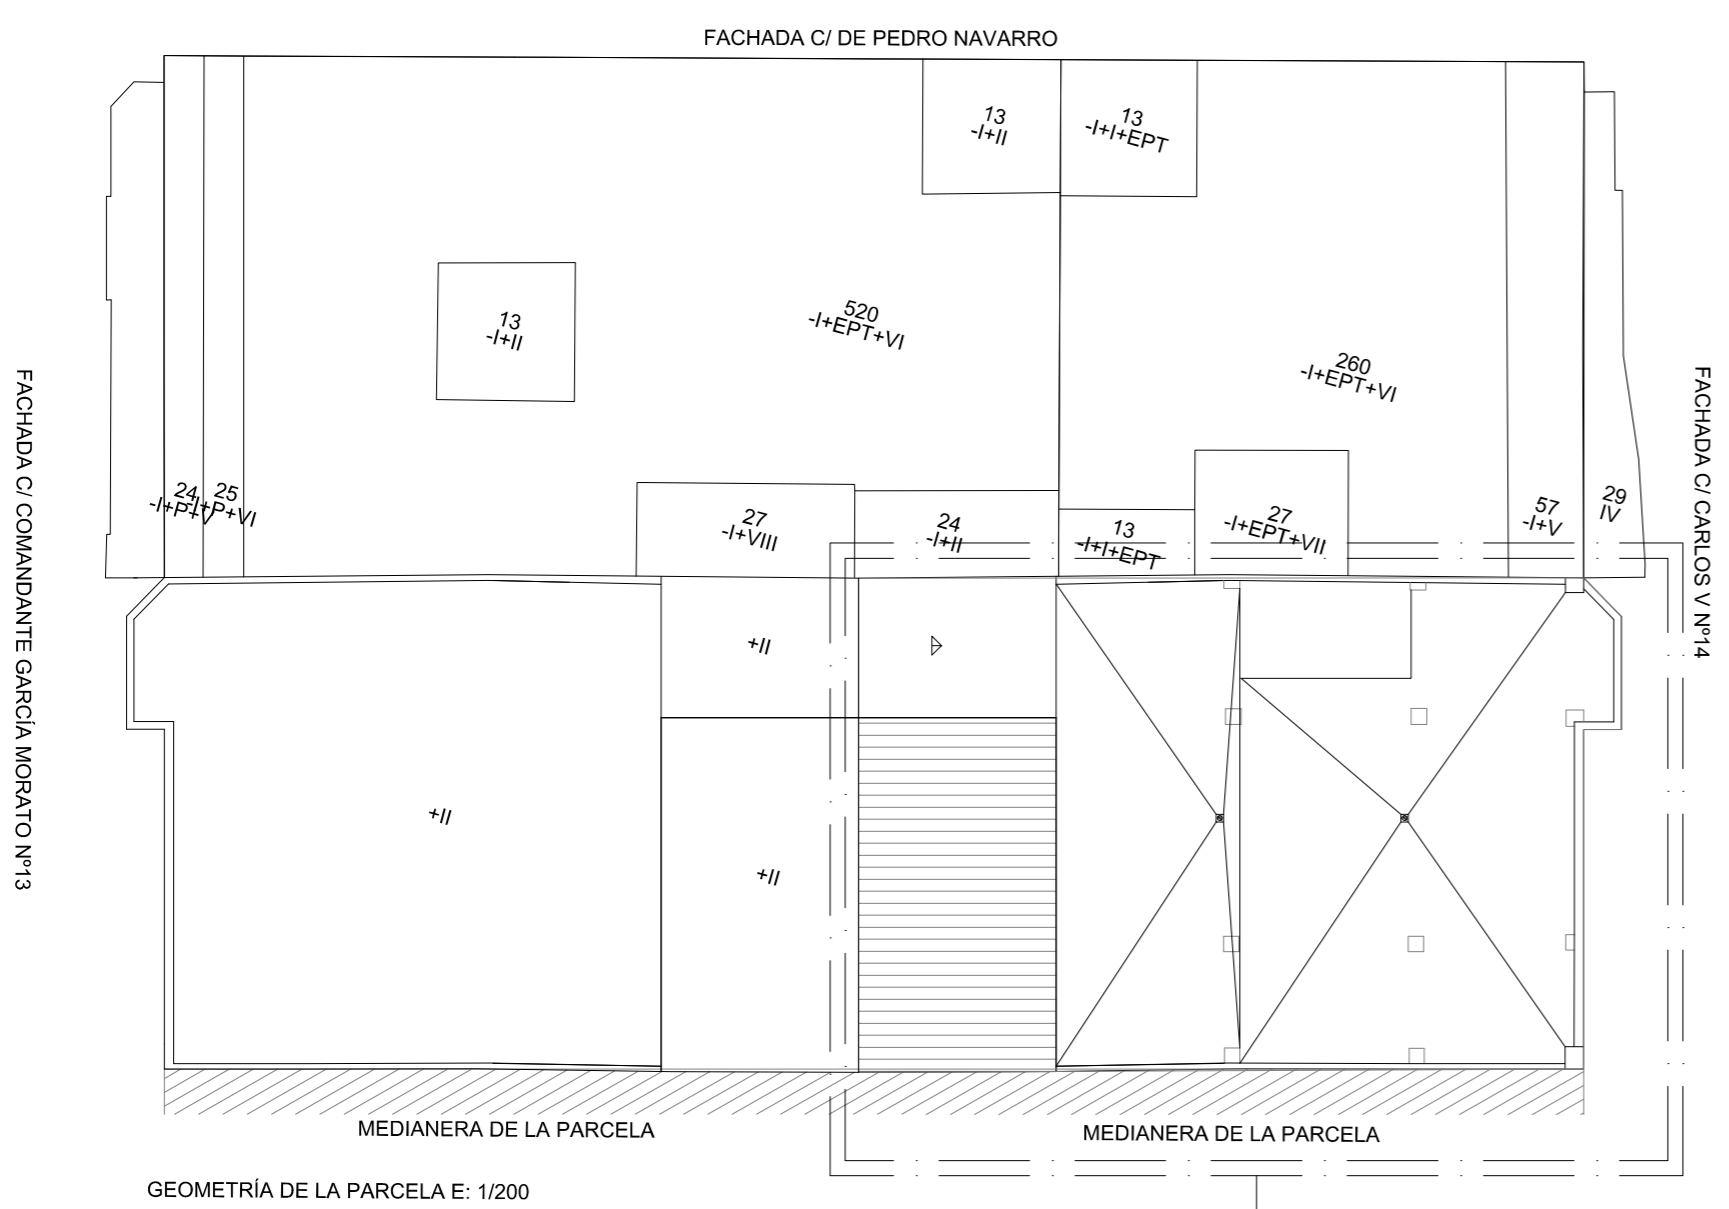 FACHADA C/ DE PEDRO NAVARRO
13
-I+II
13
-I+I+EPT
13
-I+II
520
-I+EPT+VI
260
-I+EPT+VI
FACHADA C/ COMANDANTE GARCÍA MORATO Nº13
FACHADA C/ CARLOS V Nº14
24
-I+P+V
25
-I+P+VI
27
-I+VIII
24
-I+II
13
-I+I+EPT
27
-I+EPT+VII
57
-I+V
29
IV
+II
+II
+II
MEDIANERA DE LA PARCELA
MEDIANERA DE LA PARCELA
GEOMETRÍA DE LA PARCELA E: 1/200